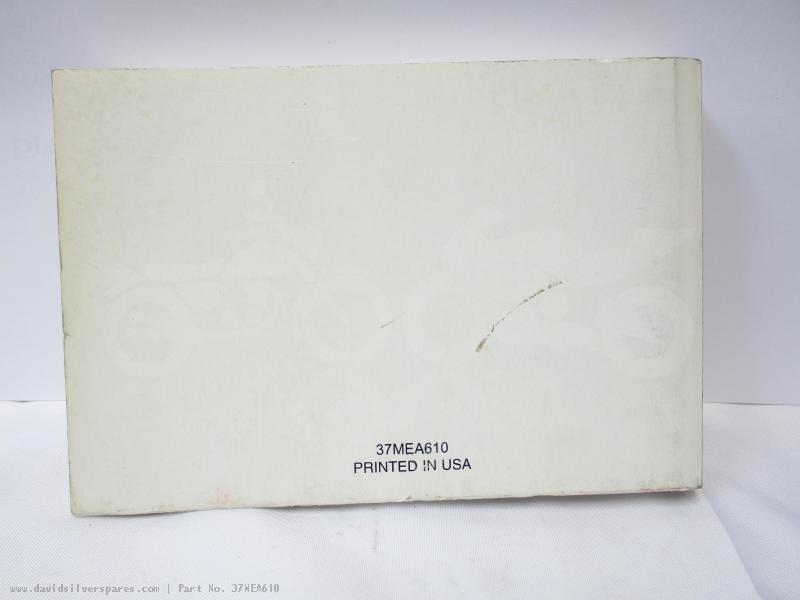 37MEA610
PRINTED IN USA
www.davidsilverspares.com | Part No. 37MEA610